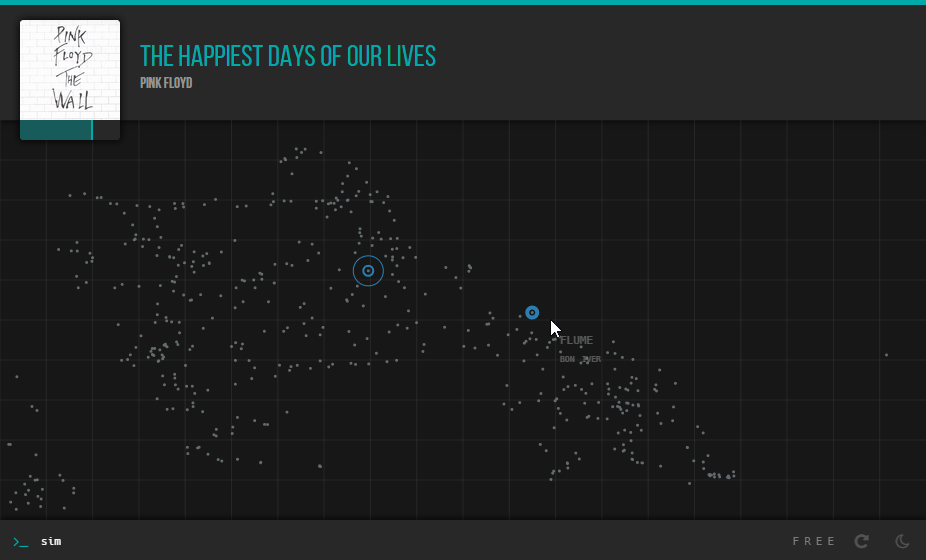 PINK
FLOYD
THE
WALL
THE HAPPIEST DAYS OF OUR LIVES
PINK FLOYD
FLUME
BON IVER
>_ sim
FREE